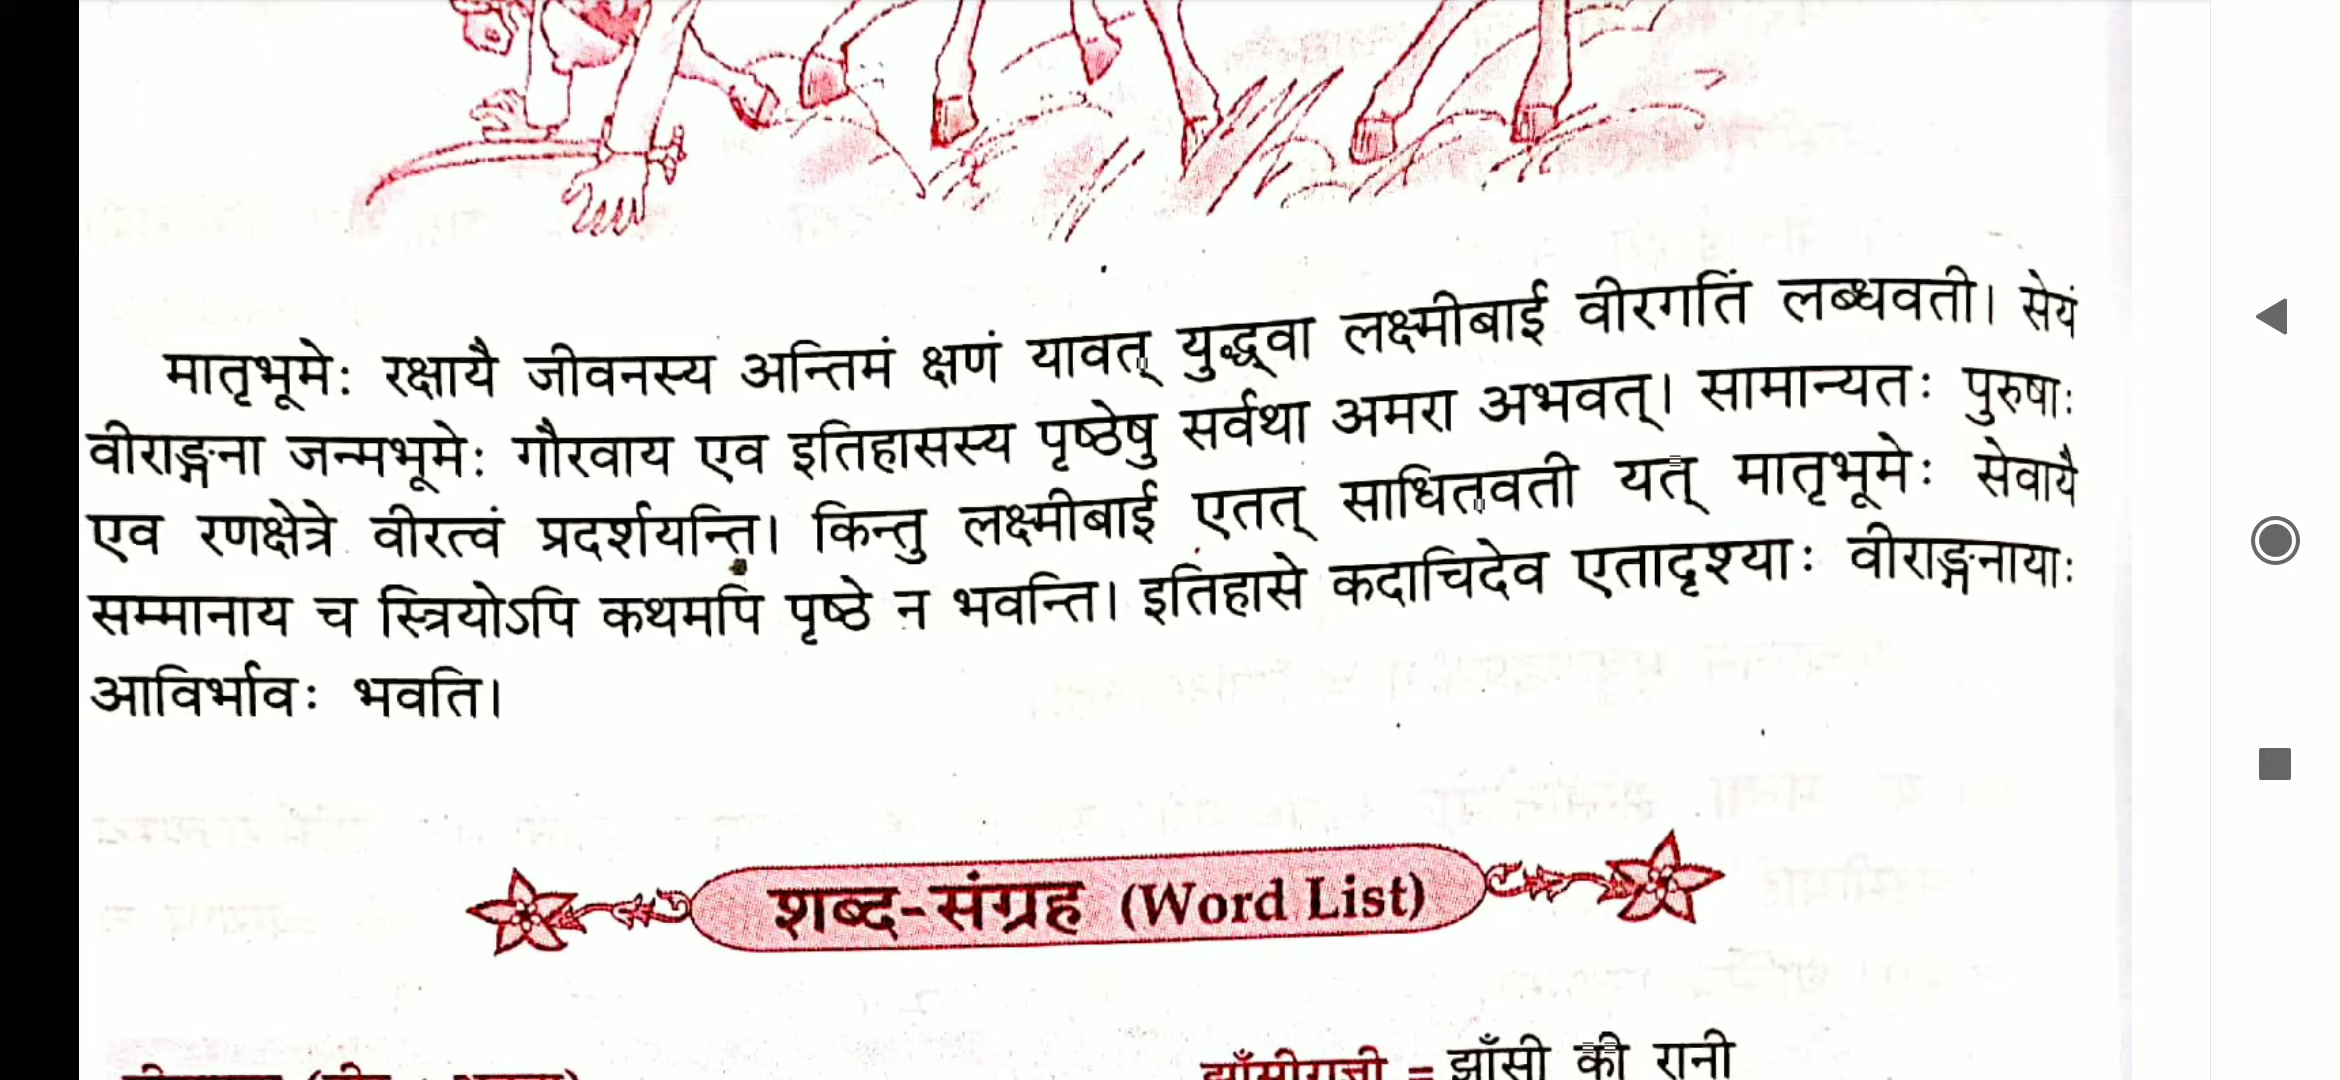 मातृभूमेः रक्षायै जीवनस्य अन्तिमं क्षणं यावत् युद्ध्वा लक्ष्मीबाई वीरगतिं लब्धवती। सेयं
वीराङ्गना जन्मभूमेः गौरवाय एव इतिहासस्य पृष्ठेषु सर्वथा अमरा अभवत्। सामान्यतः पुरुषाः
एव रणक्षेत्रे वीरत्वं प्रदर्शयन्ति। किन्तु लक्ष्मीबाई एतत् साधितवती यत् मातृभूमेः सेवायै
सम्मानाय च स्त्रियोऽपि कथमपि पृष्ठे न भवन्ति। इतिहासे कदाचिदेव एतादृश्याः वीराङ्गनायाः
आविर्भावः भवति।
शब्द-संग्रह (Word List)
झाँसीराज्ञी = झाँसी की रानी